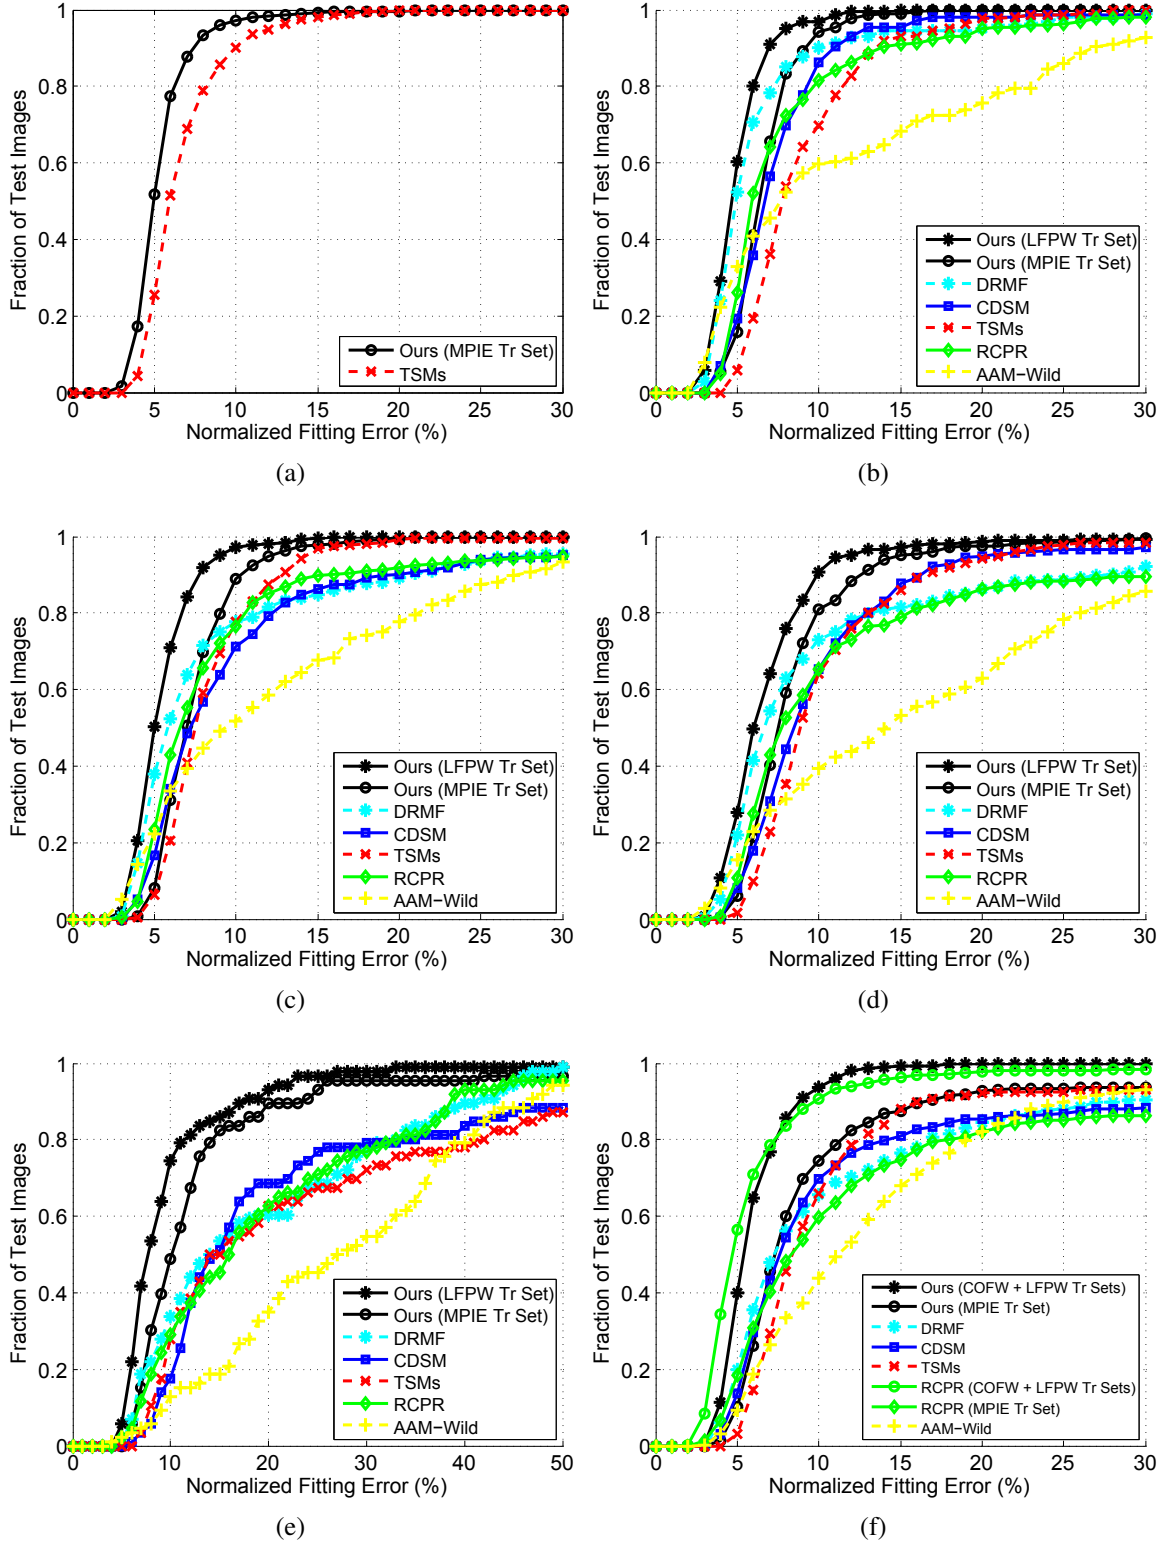 1
0.8
0.6
0.4
0.2
0
0 5 10 15 20 25 30
Fraction of Test Images
Normalized Fitting Error (%)
Ours (MPIE Tr Set)
TSMs
(a)
1
0.8
0.6
0.4
0.2
0
0 5 10 15 20 25 30
Fraction of Test Images
Normalized Fitting Error (%)
Ours (LFPW Tr Set)
Ours (MPIE Tr Set)
DRMF
CDSM
TSMs
RCPR
AAM−Wild
(b)
1
0.8
0.6
0.4
0.2
0
0 5 10 15 20 25 30
Fraction of Test Images
Normalized Fitting Error (%)
Ours (LFPW Tr Set)
Ours (MPIE Tr Set)
DRMF
CDSM
TSMs
RCPR
AAM−Wild
(c)
1
0.8
0.6
0.4
0.2
0
0 5 10 15 20 25 30
Fraction of Test Images
Normalized Fitting Error (%)
Ours (LFPW Tr Set)
Ours (MPIE Tr Set)
DRMF
CDSM
TSMs
RCPR
AAM−Wild
(d)
1
0.8
0.6
0.4
0.2
0
0 10 20 30 40 50
Fraction of Test Images
Normalized Fitting Error (%)
Ours (LFPW Tr Set)
Ours (MPIE Tr Set)
DRMF
CDSM
TSMs
RCPR
AAM−Wild
(e)
1
0.8
0.6
0.4
0.2
0
0 5 10 15 20 25 30
Fraction of Test Images
Normalized Fitting Error (%)
Ours (COFW + LFPW Tr Sets)
Ours (MPIE Tr Set)
DRMF
CDSM
TSMs
RCPR (COFW + LFPW Tr Sets)
RCPR (MPIE Tr Set)
AAM−Wild
(f)